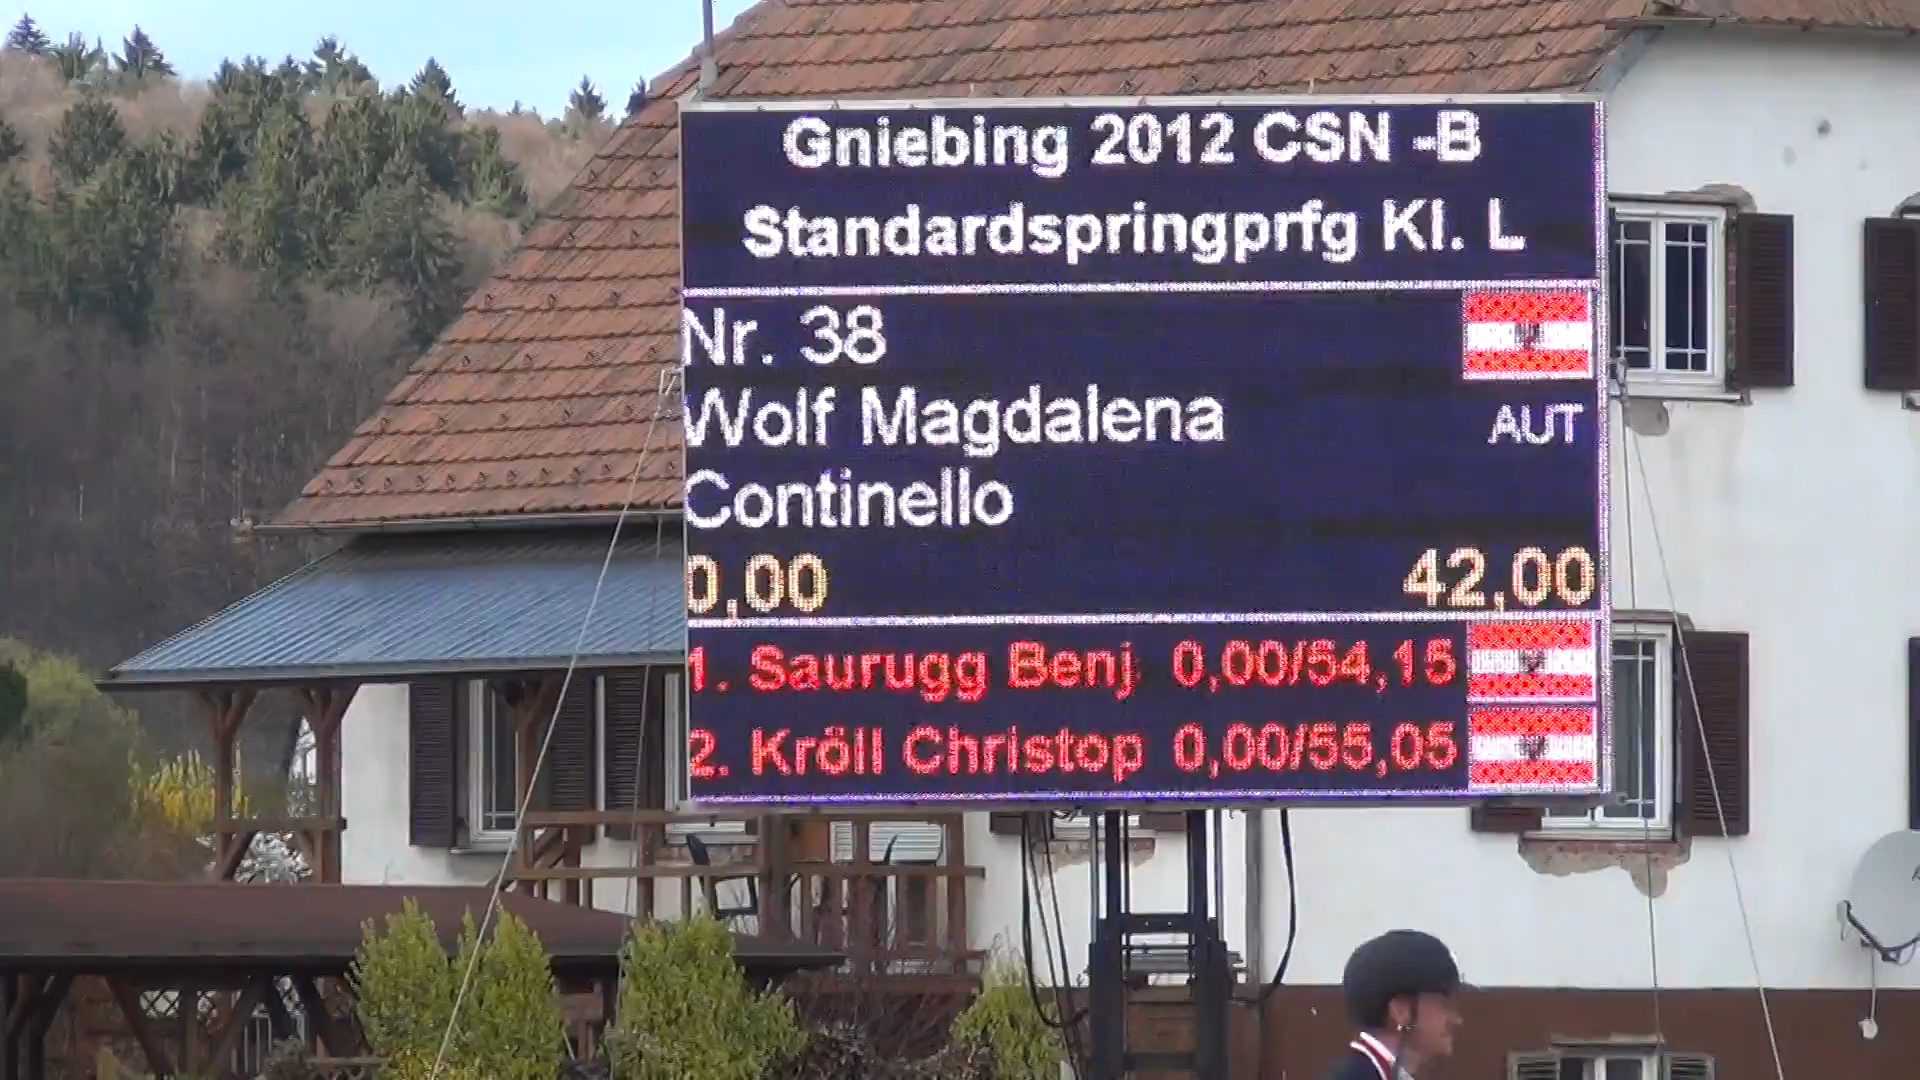 Gniebing 2012 CSN -B
Standardspringprfg Kl. L
Nr. 38
Wolf Magdalena AUT
Continello
0,00 42,00
1. Saurugg Benj 0,00/54,15
2. Kröll Christop 0,00/55,05